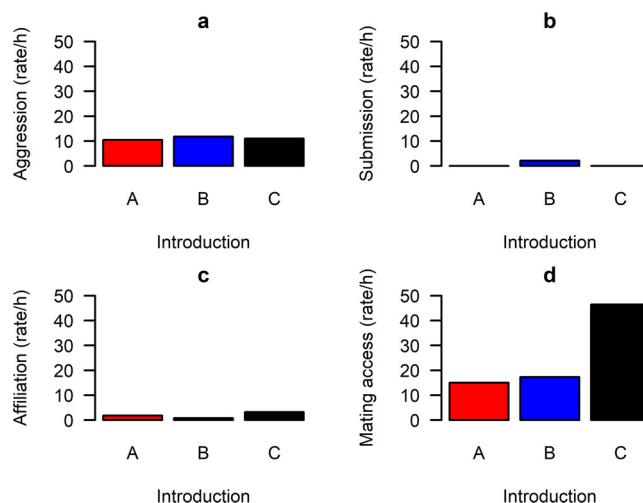 a
Aggression (rate/h)
50
40
30
20
10
0
A B C
Introduction
b
Submission (rate/h)
50
40
30
20
10
0
A B C
Introduction
c
Affiliation (rate/h)
50
40
30
20
10
0
A B C
Introduction
d
Mating access (rate/h)
50
40
30
20
10
0
A B C
Introduction